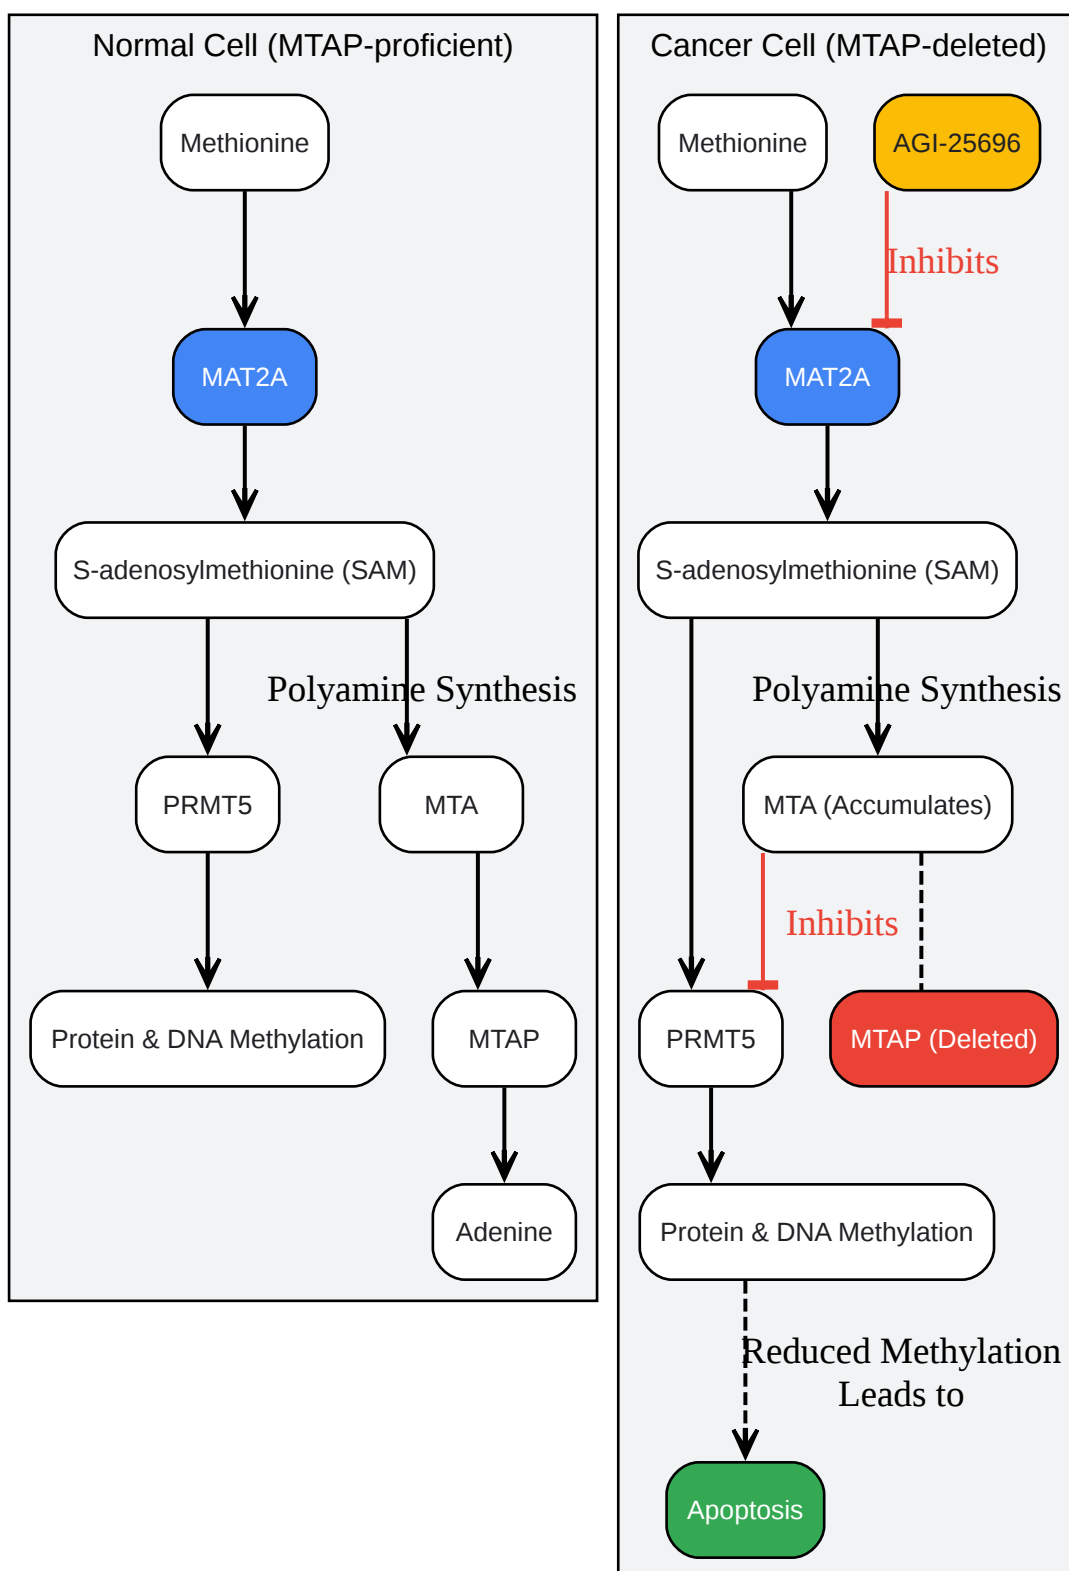 Normal Cell (MTAP-proficient)
Methionine
MAT2A
S-adenosylmethionine (SAM)
Polyamine Synthesis
PRMT5
MTA
Protein & DNA Methylation
MTAP
Adenine
Cancer Cell (MTAP-deleted)
Methionine
AGI-25696
Inhibits
MAT2A
S-adenosylmethionine (SAM)
Polyamine Synthesis
MTA (Accumulates)
Inhibits
PRMT5
MTAP (Deleted)
Protein & DNA Methylation
Reduced Methylation
Leads to
Apoptosis